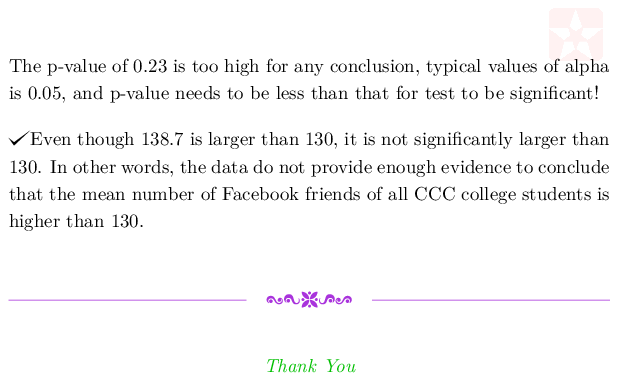 The p-value of 0.23 is too high for any conclusion, typical values of alpha
is 0.05, and p-value needs to be less than that for test to be significant!
✓Even though 138.7 is larger than 130, it is not significantly larger than
130. In other words, the data do not provide enough evidence to conclude
that the mean number of Facebook friends of all CCC college students is
higher than 130.
Thank You